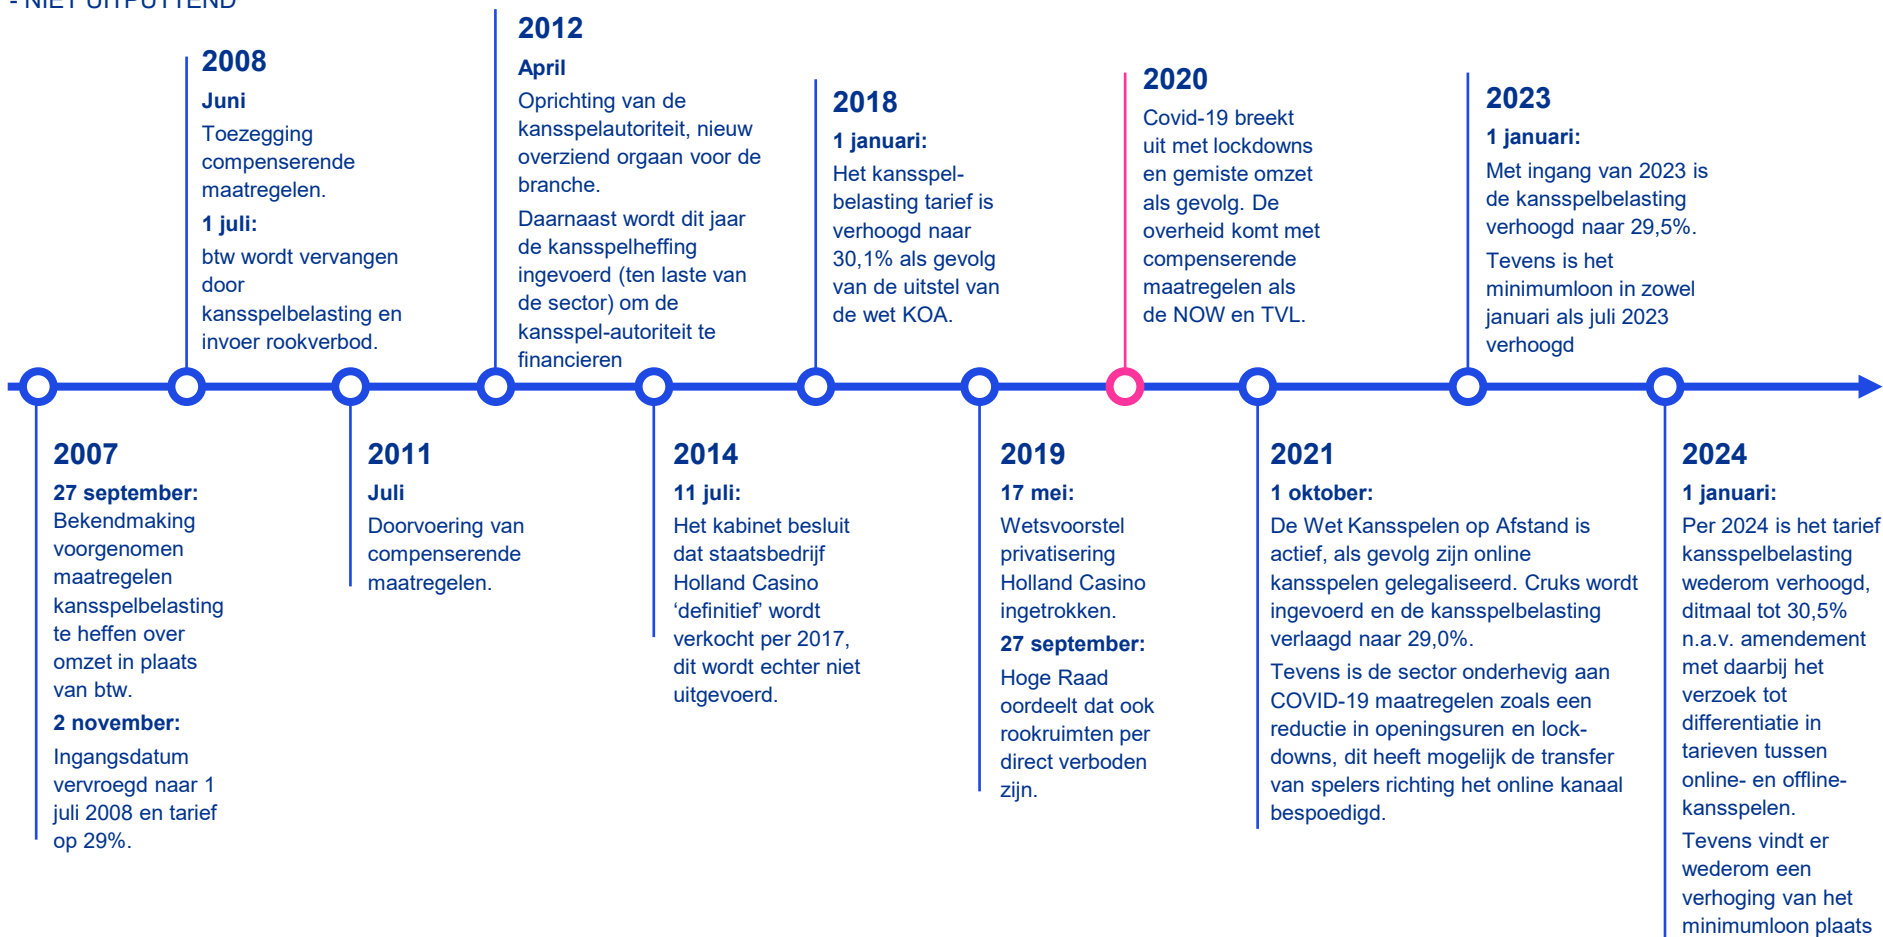 - NIET UITPUTTEND
2007
27 september:
Bekendmaking
voorgenomen
maatregelen
kansspelbelasting
te heffen over
omzet in plaats
van btw.
2 november:
Ingangsdatum
vervroegd naar 1
juli 2008 en tarief
op 29%.
2008
Juni
Toezegging
compenserende
maatregelen.
1 juli:
btw wordt vervangen
door
kansspelbelasting en
invoer rookverbod.
2011
Juli
Doorvoering van
compenserende
maatregelen.
2012
April
Oprichting van de
kansspelautoriteit, nieuw
overziend orgaan voor de
branche.
Daarnaast wordt dit jaar
de kansspelheffing
ingevoerd (ten laste van
de sector) om de
kansspel-autoriteit te
financieren
2014
11 juli:
Het kabinet besluit
dat staatsbedrijf
Holland Casino
‘definitief’ wordt
verkocht per 2017,
dit wordt echter niet
uitgevoerd.
2018
1 januari:
Het kansspel-
belasting tarief is
verhoogd naar
30,1% als gevolg
van de uitstel van
de wet KOA.
2019
17 mei:
Wetsvoorstel
privatisering
Holland Casino
ingetrokken.
27 september:
Hoge Raad
oordeelt dat ook
rookruimten per
direct verboden
zijn.
2020
Covid-19 breekt
uit met lockdowns
en gemiste omzet
als gevolg. De
overheid komt met
compenserende
maatregelen als
de NOW en TVL.
2021
1 oktober:
De Wet Kansspelen op Afstand is
actief, als gevolg zijn online
kansspelen gelegaliseerd. Cruks wordt
ingevoerd en de kansspelbelasting
verlaagd naar 29,0%.
Tevens is de sector onderhevig aan
COVID-19 maatregelen zoals een
reductie in openingsuren en lock-
downs, dit heeft mogelijk de transfer
van spelers richting het online kanaal
bespoedigd.
2023
1 januari:
Met ingang van 2023 is
de kansspelbelasting
verhoogd naar 29,5%.
Tevens is het
minimumloon in zowel
januari als juli 2023
verhoogd
2024
1 januari:
Per 2024 is het tarief
kansspelbelasting
wederom verhoogd,
ditmaal tot 30,5%
n.a.v. amendement
met daarbij het
verzoek tot
differentiatie in
tarieven tussen
online- en offline-
kansspelen.
Tevens vindt er
wederom een
verhoging van het
minimumloon plaats